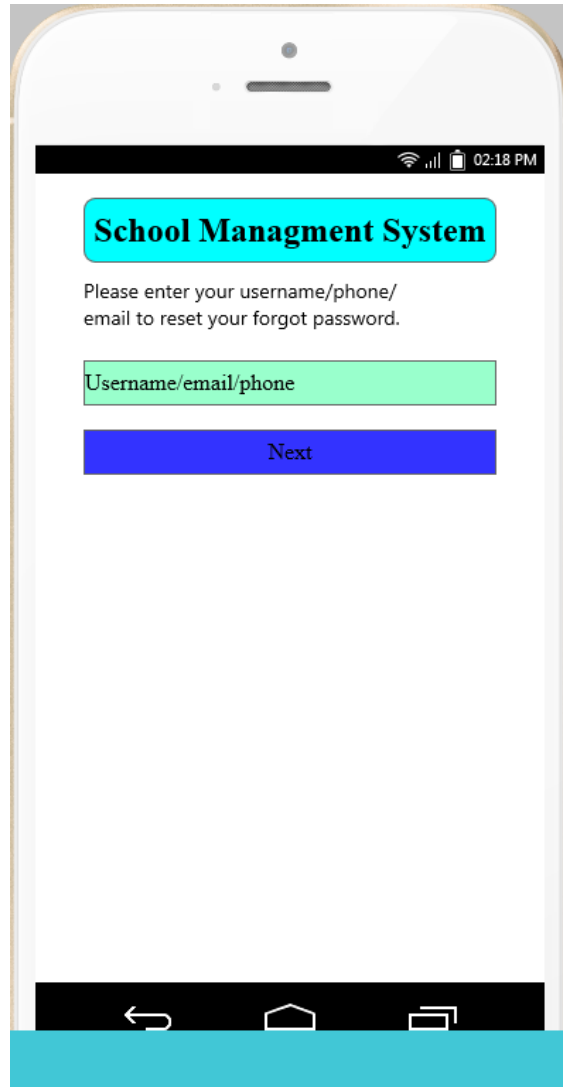 02:18 PM
School Managment System
Please enter your username/phone/
email to reset your forgot password.
Username/email/phone
Next